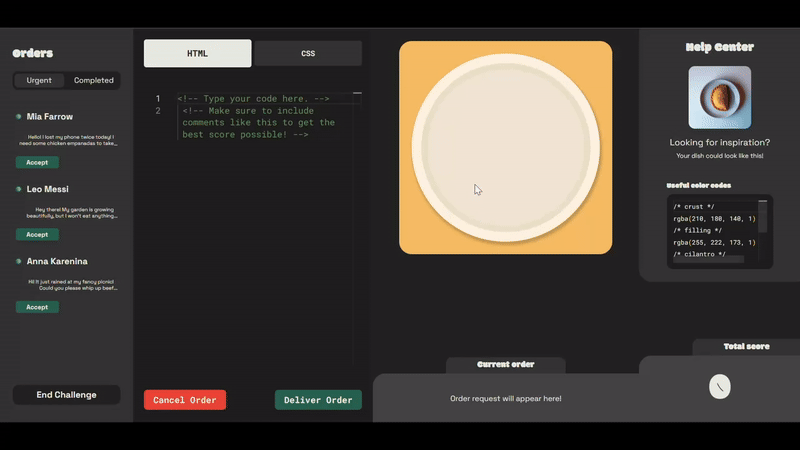 Orders
Urgent
Completed
Mia Farrow
Hello! I lost my phone twice today! I
need some chicken empanadas to take...
Accept
Leo Messi
Hey there! My garden is growing
beautifully, but I won't eat anything...
Accept
Anna Karenina
Hi! It just rained at my fancy picnic!
Could you please whip up beef...
Accept
End Challenge
HTML
CSS
1 <!-- Type your code here. -->
2 <!-- Make sure to include
comments like this to get the
best score possible! -->
Cancel Order
Deliver Order
Current order
Order request will appear here!
Help Center
Looking for inspiration?
Your dish could look like this!
Useful color codes
/* crust */
rgba(210, 180, 140, 1)
/* filling */
rgba(255, 222, 173, 1)
/* cilantro */
Total score